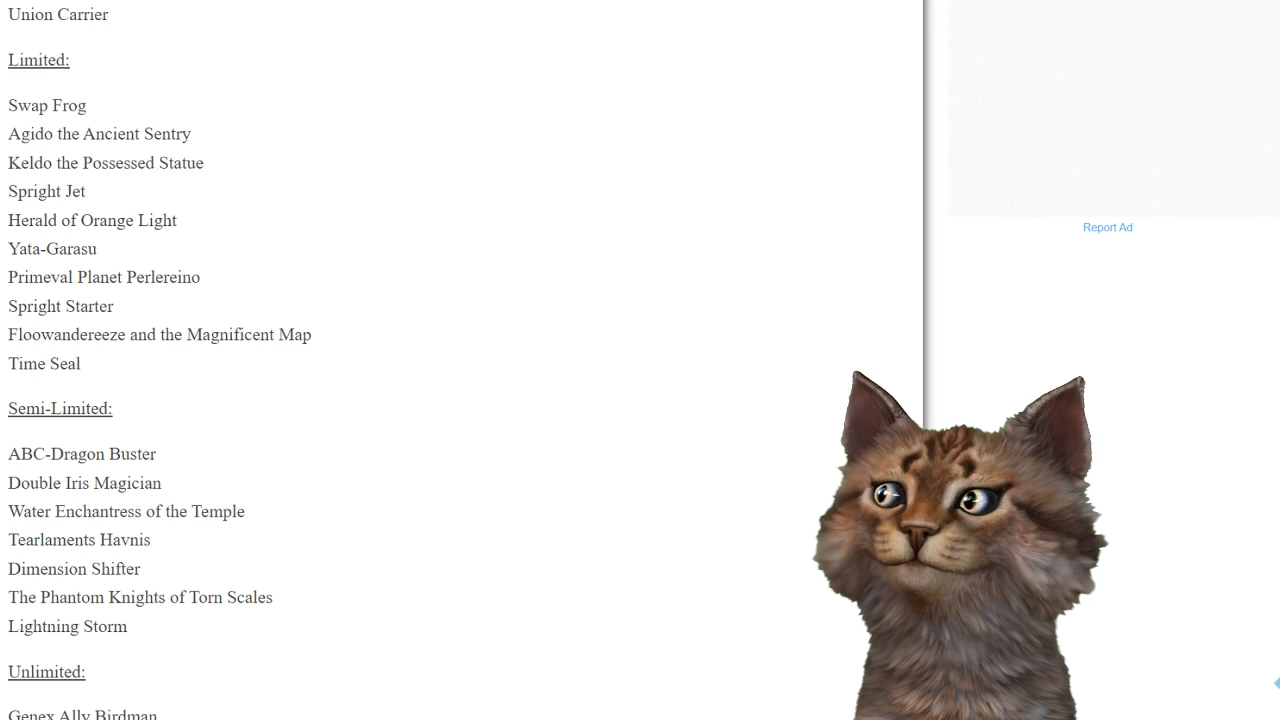 Union Carrier
Limited:
Swap Frog
Agido the Ancient Sentry
Keldo the Possessed Statue
Spright Jet
Herald of Orange Light
Yata-Garasu
Primeval Planet Perlereino
Spright Starter
Floowandereeze and the Magnificent Map
Time Seal
Semi-Limited:
ABC-Dragon Buster
Double Iris Magician
Water Enchantress of the Temple
Tearlaments Havnis
Dimension Shifter
The Phantom Knights of Torn Scales
Lightning Storm
Unlimited:
Genex Ally Birdman
Report Ad